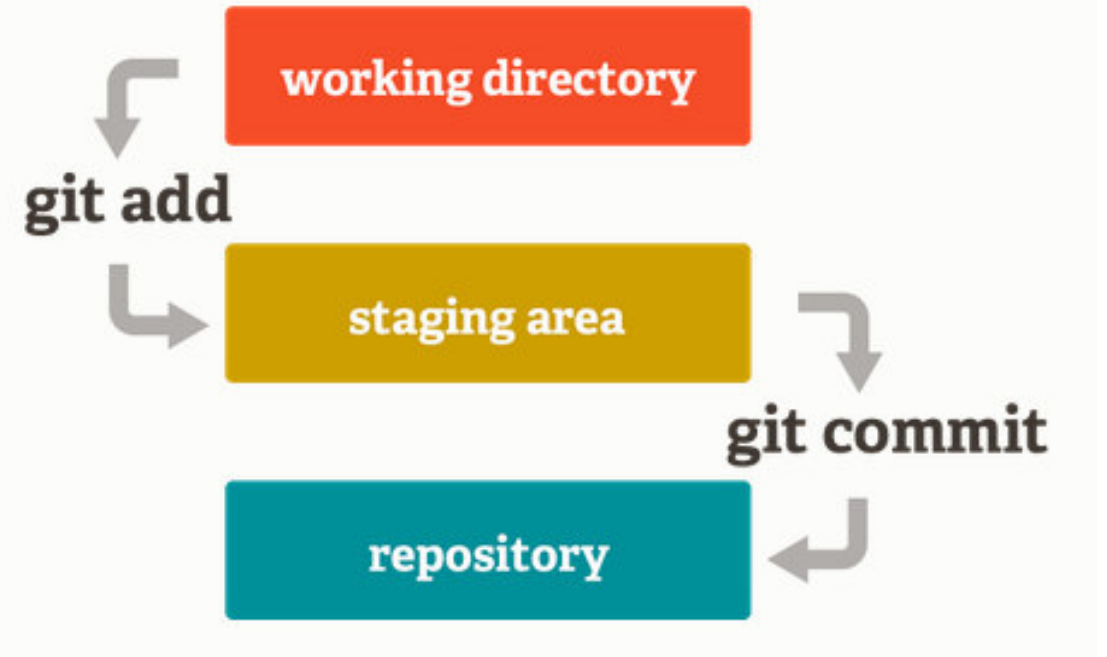 working directory
git add
staging area
git commit
repository